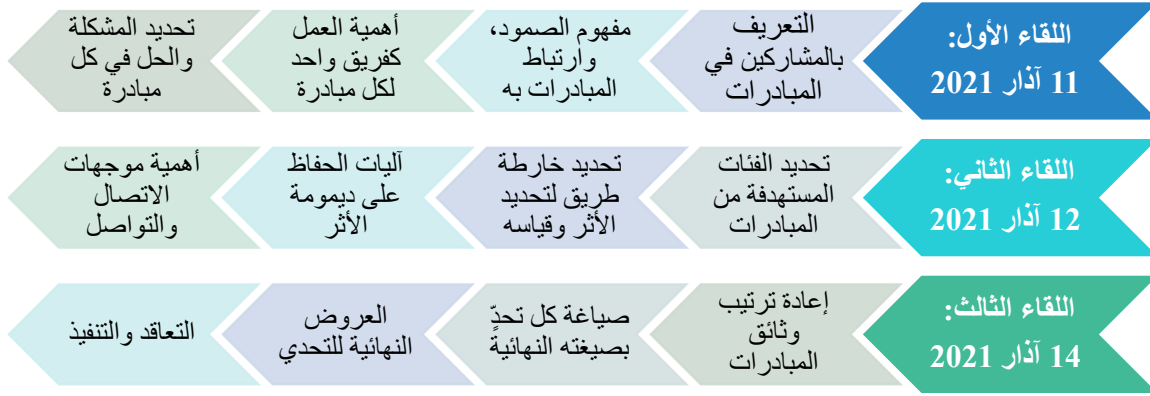 اللقاء الأول:
11 آذار 2021
التعريف
بالمشاركين في
المبادرات
مفهوم الصمود،
وارتباط
المبادرات به
أهمية العمل
كفريق واحد
لكل مبادرة
تحديد المشكلة
والحل في كل
مبادرة
اللقاء الثاني:
12 آذار 2021
تحديد الفئات
المستهدفة من
المبادرات
تحديد خارطة
طريق لتحديد
الأثر وقياسه
آليات الحفاظ
على ديمومة
الأثر
أهمية موجهات
الاتصال
والتواصل
اللقاء الثالث:
14 آذار 2021
إعادة ترتيب
وثائق
المبادرات
صياغة كل تحدٍّ
بصيغته النهائية
العروض
النهائية للتحدي
التعاقد والتنفيذ